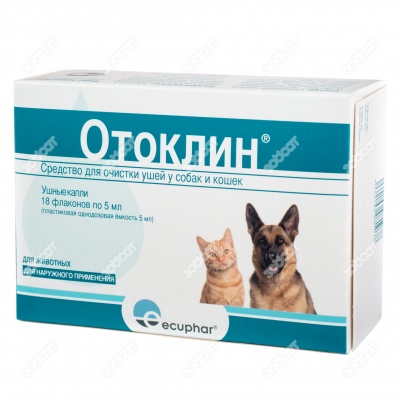 Отоклин®
Средство для очистки ушей у собак и кошек
Ушные капли
18 флаконов по 5 мл
(пластиковая однодозовая ёмкость 5 мл)
для животных
для наружного применения
ecuphar®